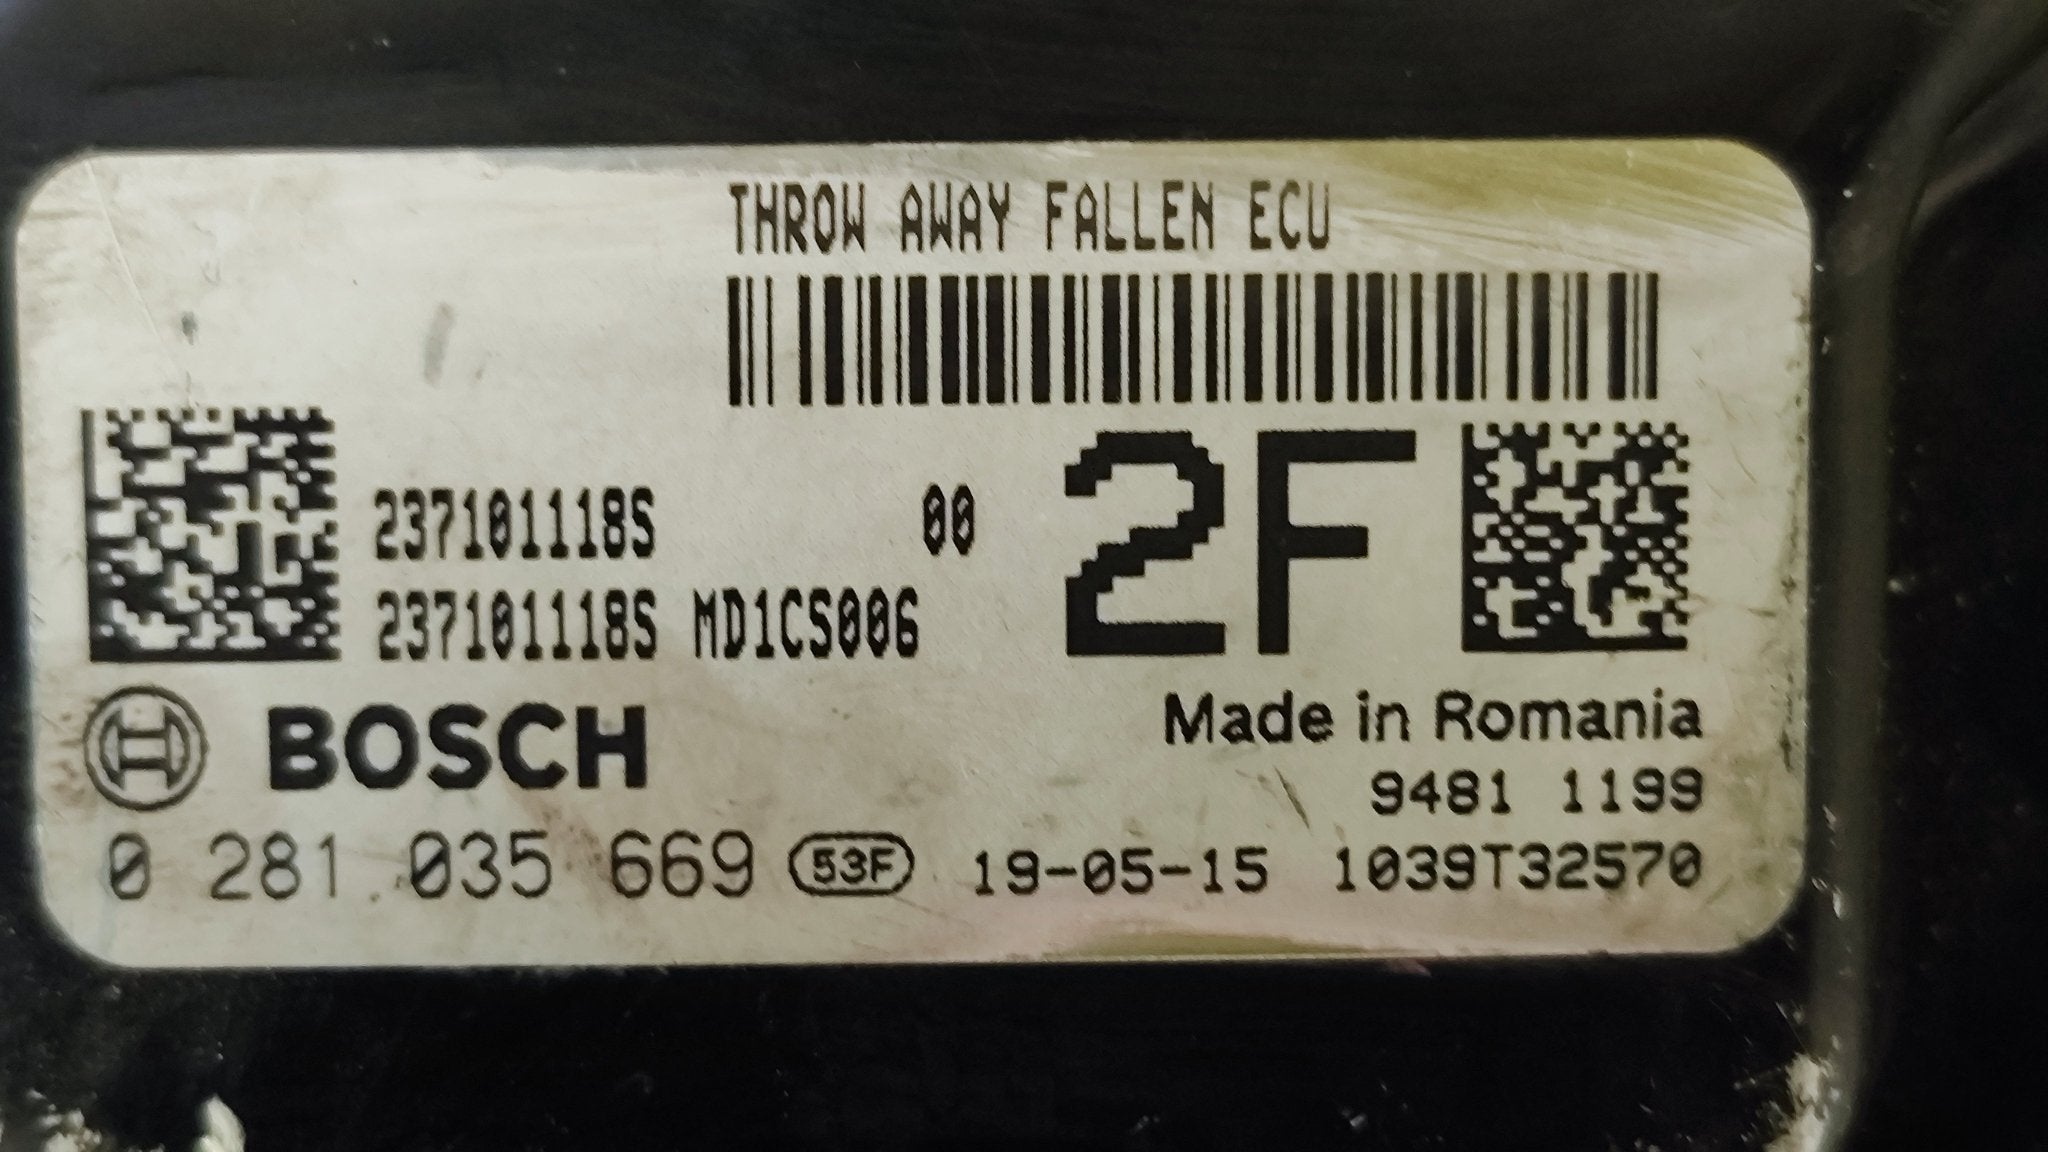 THROW AWAY FALLEN ECU
237101118S 00 2F
237101118S MD1CS006
BOSCH
Made in Romania
9481 1199
0 281 035 669 53F 19-05-15 1039T32570